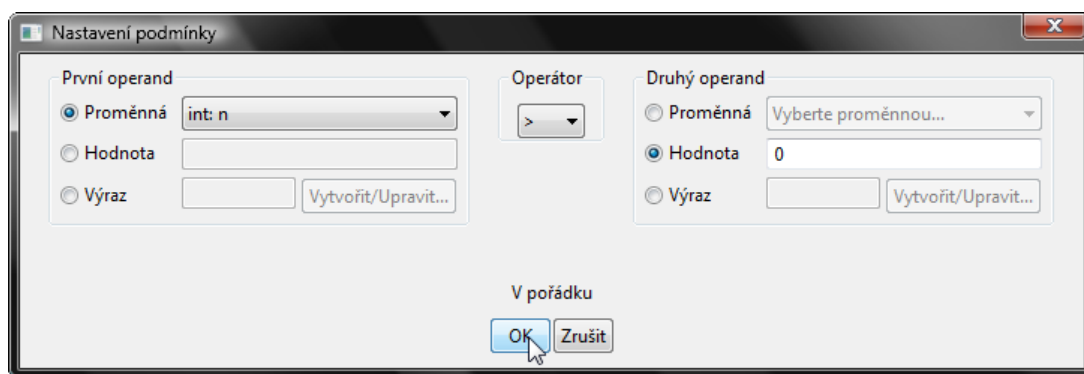 Nastavení podmínky
První operand
Proměnná int: n
Hodnota
Výraz Vytvořit/Upravit...
Operátor
>
Druhý operand
Proměnná Vyberte proměnnou...
Hodnota 0
Výraz Vytvořit/Upravit...
V pořádku
OK Zrušit